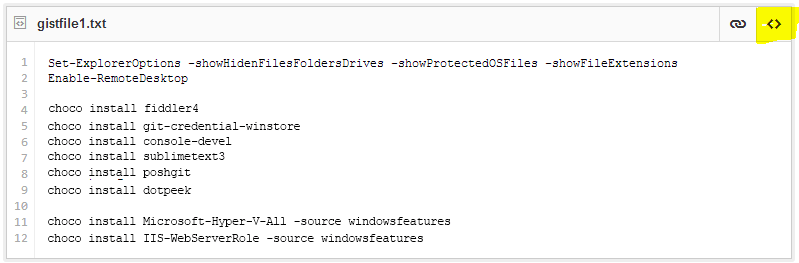 gistfile1.txt
1 Set-ExplorerOptions -showHidenFilesFoldersDrives -showProtectedOSFiles -showFileExtensions
2 Enable-RemoteDesktop
3
4 choco install fiddler4
5 choco install git-credential-winstore
6 choco install console-devel
7 choco install sublimetext3
8 choco install poshgit
9 choco install dotpeek
10
11 choco install Microsoft-Hyper-V-All -source windowsfeatures
12 choco install IIS-WebServerRole -source windowsfeatures